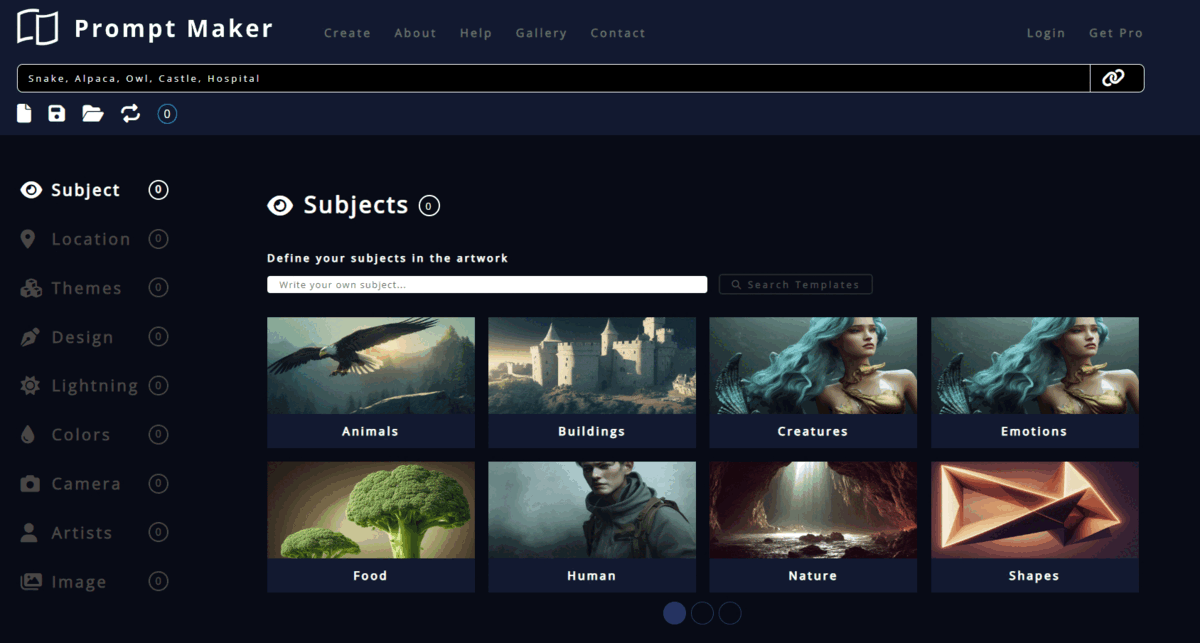 Prompt Maker
Create About Help Gallery Contact Login Get Pro
Snake, Alpaca, Owl, Castle, Hospital
0
Subject 0
Location 0
Themes 0
Design 0
Lightning 0
Colors 0
Camera 0
Artists 0
Image 0
Subjects 0
Define your subjects in the artwork
Write your own subject... Search Templates
Animals Buildings Creatures Emotions
Food Human Nature Shapes